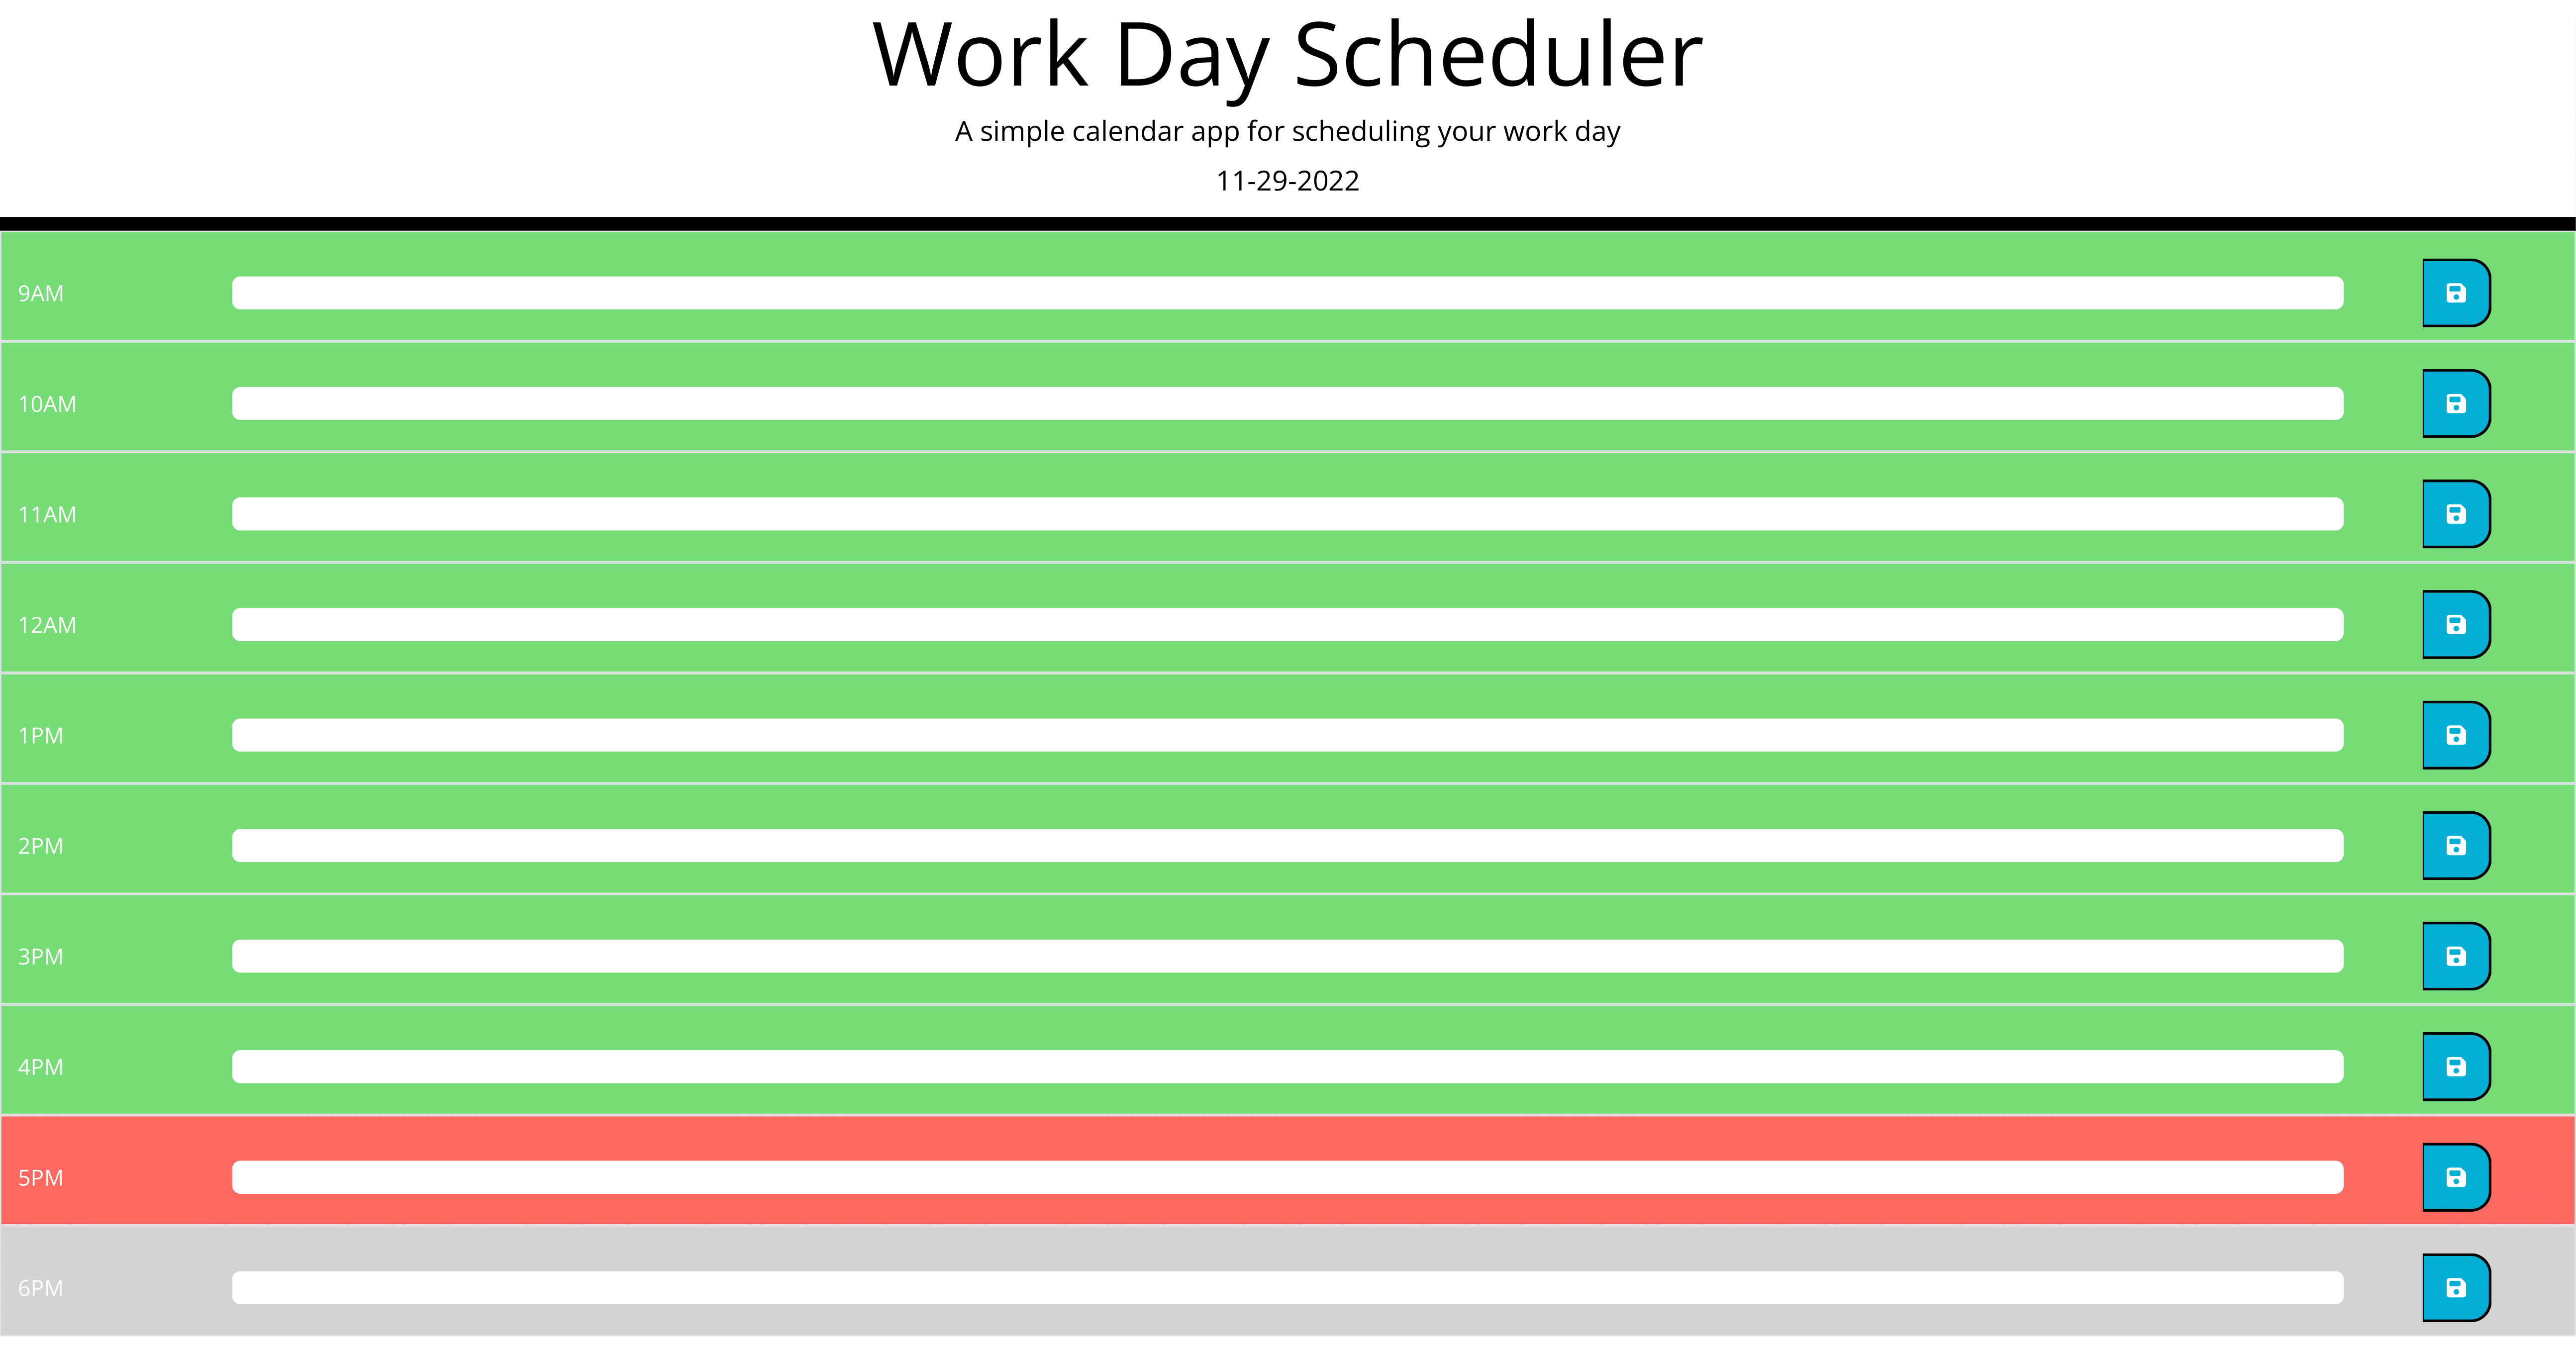 Work Day Scheduler
A simple calendar app for scheduling your work day
11-29-2022
9AM
10AM
11AM
12AM
1PM
2PM
3PM
4PM
5PM
6PM